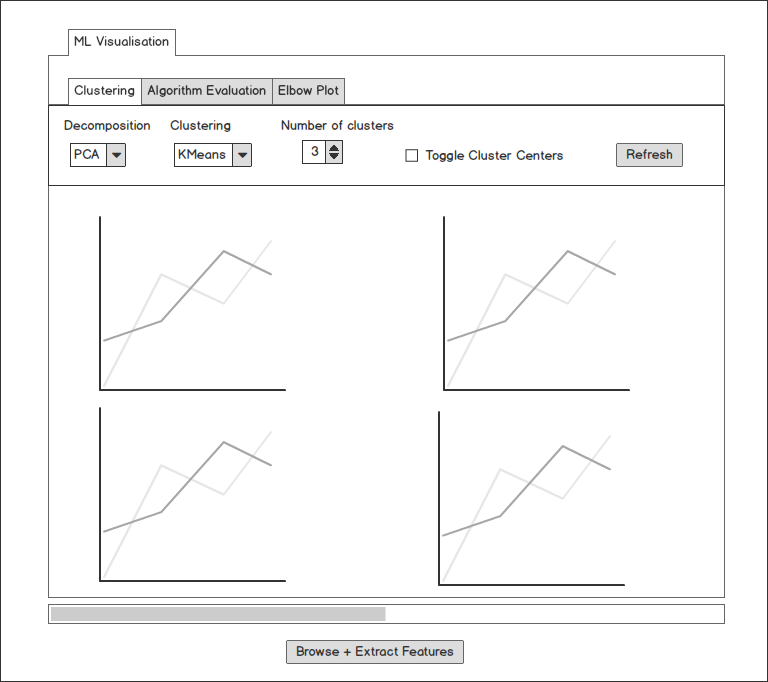 ML Visualisation
Clustering Algorithm Evaluation Elbow Plot
Decomposition Clustering Number of clusters
PCA KMeans 3 Toggle Cluster Centers Refresh
Browse + Extract Features